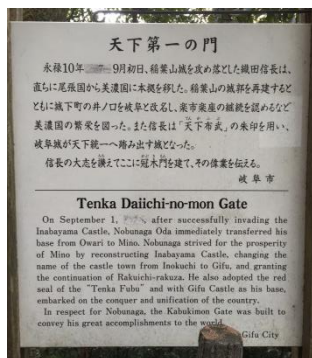 天下第一の門
永禄10年 9月初旬、稲葉山城を攻め落とした織田信長は、
直ちに尾張国から美濃国に本拠を移した。稲葉山の城郭を再建すると
ともに城下町の井ノ口を岐阜と改名し、楽市楽座の継続を認めるなど
美濃国の繁栄を図った。また信長は「天下布武」の朱印を用い、
岐阜城が天下統一へ踏み出す城となった。
信長の大志を讃えてここに冠木門を建て、その偉業を伝える。
岐阜市
Tenka Daiichi-no-mon Gate
On September 1, after successfully invading the
Inabayama Castle, Nobunaga Oda immediately transferred his
base from Owari to Mino. Nobunaga strived for the prosperity
of Mino by reconstructing Inabayama Castle, changing the
name of the castle town from Inokuchi to Gifu, and granting
the continuation of Rakuichi-rakuza. He also adopted the red
seal of the "Tenka Fubu" and with Gifu Castle as his base,
embarked on the conquer and unification of the country.
In respect for Nobunaga, the Kabukimon Gate was built to
convey his great accomplishments to the world.
Gifu City